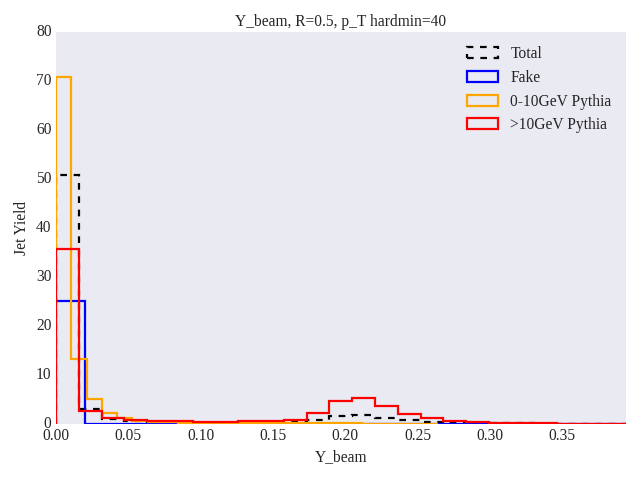 Y_beam, R=0.5, p_T hardmin=40
80
70
60
50
40
30
20
10
0
Jet Yield
Total
Fake
0-10GeV Pythia
>10GeV Pythia
0.00 0.05 0.10 0.15 0.20 0.25 0.30 0.35
Y_beam